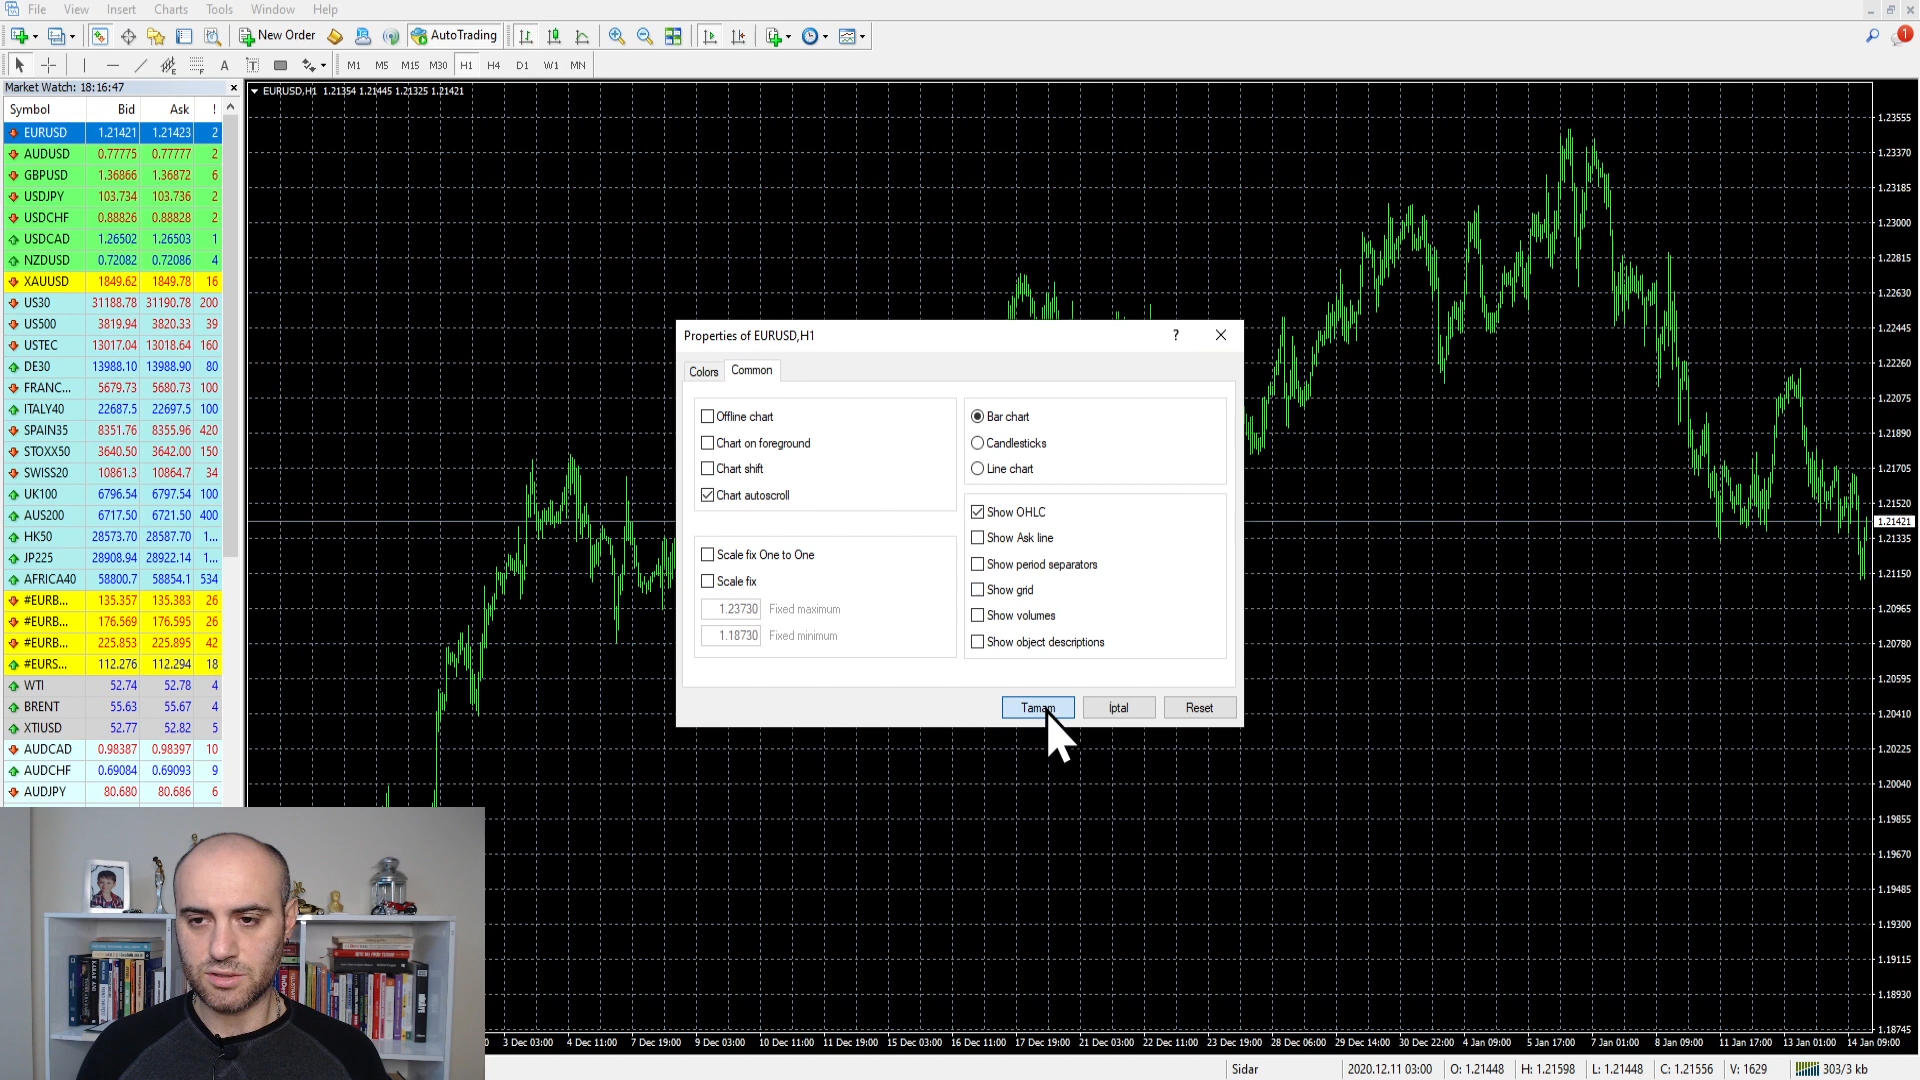 File View Insert Charts Tools Window Help
New Order AutoTrading 1
A T M1 M5 M15 M30 H1 H4 D1 W1 MN
Market Watch: 18:16:47
Symbol Bid Ask !
EURUSD 1.21421 1.21423 2
AUDUSD 0.77775 0.77777 2
GBPUSD 1.36866 1.36872 6
USDJPY 103.734 103.736 2
USDCHF 0.88826 0.88828 2
USDCAD 1.26502 1.26503 1
NZDUSD 0.72082 0.72086 4
XAUUSD 1849.62 1849.78 16
US30 31188.78 31190.78 200
US500 3819.94 3820.33 39
USTEC 13017.04 13018.64 160
DE30 13988.10 13988.90 80
FRANC... 5679.73 5680.73 100
ITALY40 22687.5 22697.5 100
SPAIN35 8351.76 8355.96 420
STOXX50 3640.50 3642.00 150
SWISS20 10861.3 10864.7 34
UK100 6796.54 6797.54 100
AUS200 6717.50 6721.50 400
HK50 28573.70 28587.70 1...
JP225 28908.94 28922.14 1...
AFRICA40 58800.7 58854.1 534
#EURB... 135.357 135.383 26
#EURB... 176.569 176.595 26
#EURB... 225.853 225.895 42
#EURS... 112.276 112.294 18
WTI 52.74 52.78 4
BRENT 55.63 55.67 4
XTIUSD 52.77 52.82 5
AUDCAD 0.98387 0.98397 10
AUDCHF 0.69084 0.69093 9
AUDJPY 80.680 80.686 6
EURUSD,H1 1.21354 1.21445 1.21325 1.21421
Properties of EURUSD,H1 ?
Colors Common
Offline chart
Chart on foreground
Chart shift
Chart autoscroll
Scale fix One to One
Scale fix
1.23730 Fixed maximum
1.18730 Fixed minimum
Bar chart
Candlesticks
Line chart
Show OHLC
Show Ask line
Show period separators
Show grid
Show volumes
Show object descriptions
Tamam İptal Reset
1.23555
1.23370
1.23185
1.23000
1.22815
1.22630
1.22445
1.22260
1.22075
1.21890
1.21705
1.21520
1.21421
1.21335
1.21150
1.20965
1.20780
1.20595
1.20410
1.20225
1.20040
1.19855
1.19670
1.19485
1.19300
1.19115
1.18930
1.18745
0 3 Dec 03:00 4 Dec 11:00 7 Dec 19:00 9 Dec 03:00 10 Dec 11:00 11 Dec 19:00 15 Dec 03:00 16 Dec 11:00 17 Dec 19:00 21 Dec 03:00 22 Dec 11:00 23 Dec 19:00 28 Dec 06:00 29 Dec 14:00 30 Dec 22:00 4 Jan 09:00 5 Jan 17:00 7 Jan 01:00 8 Jan 09:00 11 Jan 17:00 13 Jan 01:00 14 Jan 09:00
Sidar 2020.12.11 03:00 O: 1.21448 H: 1.21598 L: 1.21448 C: 1.21556 V: 1629 303/3 kb